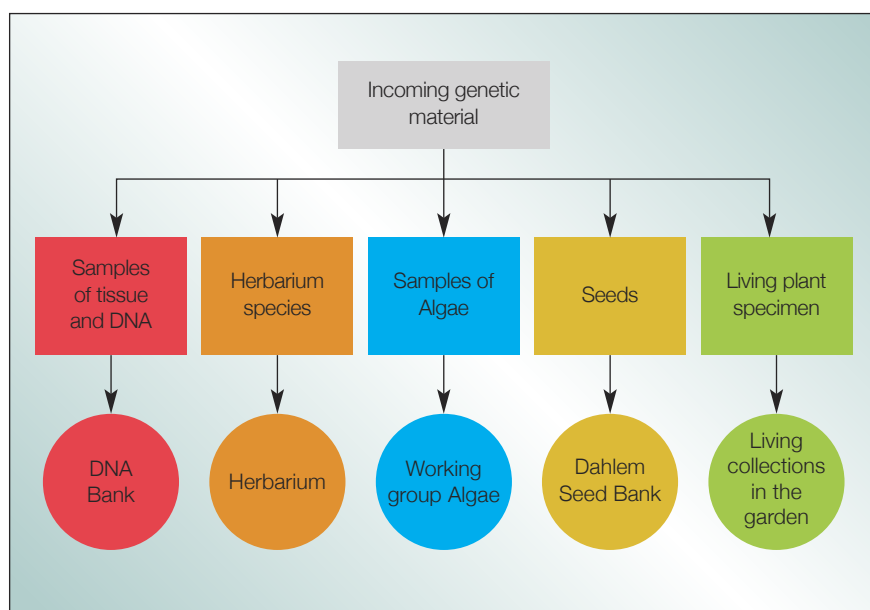 Incoming genetic
material
Samples
of tissue
and DNA
Herbarium
species
Samples of
Algae
Seeds
Living plant
specimen
DNA
Bank
Herbarium
Working
group Algae
Dahlem
Seed Bank
Living
collections
in the
garden